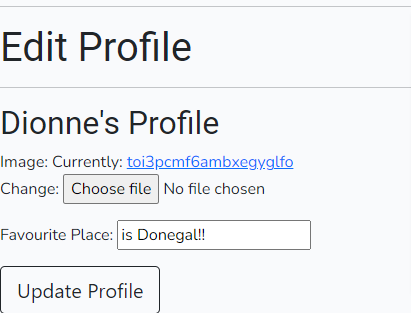 Edit Profile
Dionne's Profile
Image: Currently: toi3pcmf6ambxegyglfo
Change: Choose file No file chosen
Favourite Place: is Donegal!!
Update Profile